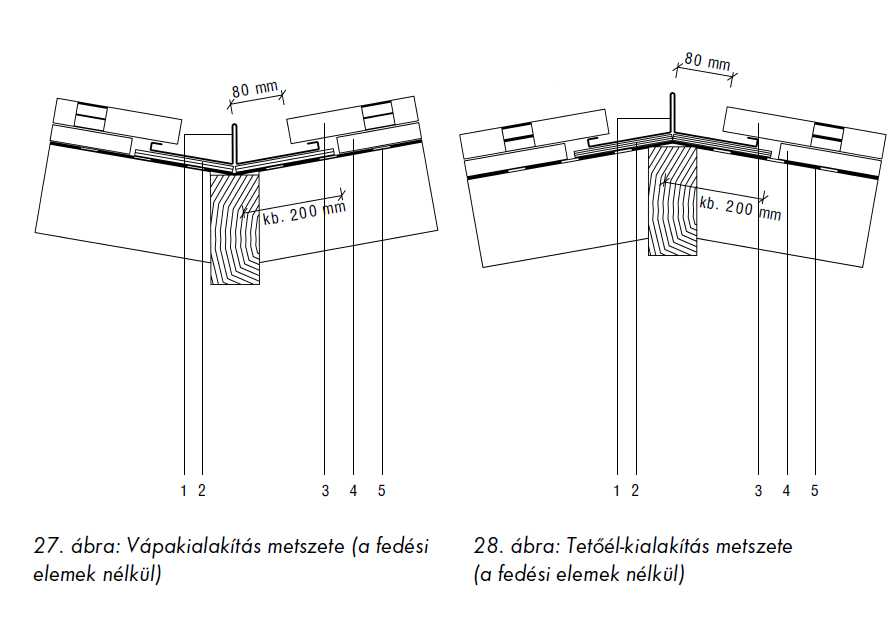 80 mm
kb. 200 mm
1 2 3 4 5
27. ábra: Vápakialakítás metszete (a fedési
elemek nélkül)
80 mm
kb. 200 mm
1 2 3 4 5
28. ábra: Tetőél-kialakítás metszete
(a fedési elemek nélkül)